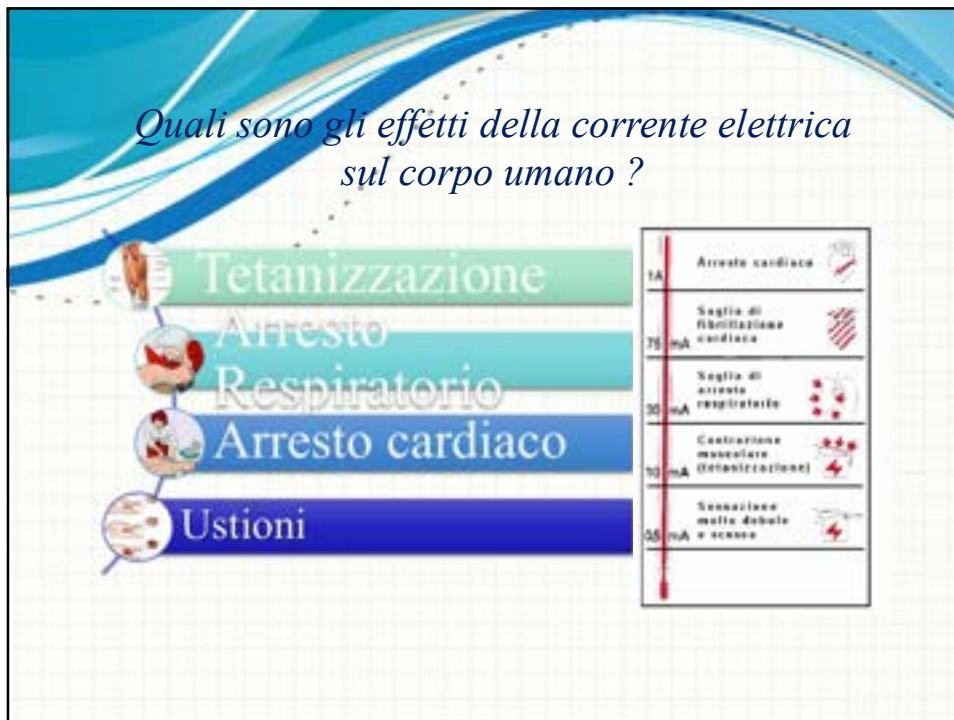 Quali sono gli effetti della corrente elettrica
sul corpo umano ?
Tetanizzazione
Arresto
Respiratorio
Arresto cardiaco
Ustioni
1A
Arresto cardiaco
Soglia di
fibrillazione
cardiaca
75 mA
Soglia di
arresto
respiratorio
30 mA
Contrazione
muscolare
(tetanizzazione)
10 mA
Sensazione
molto debole
o scossa
0,5 mA